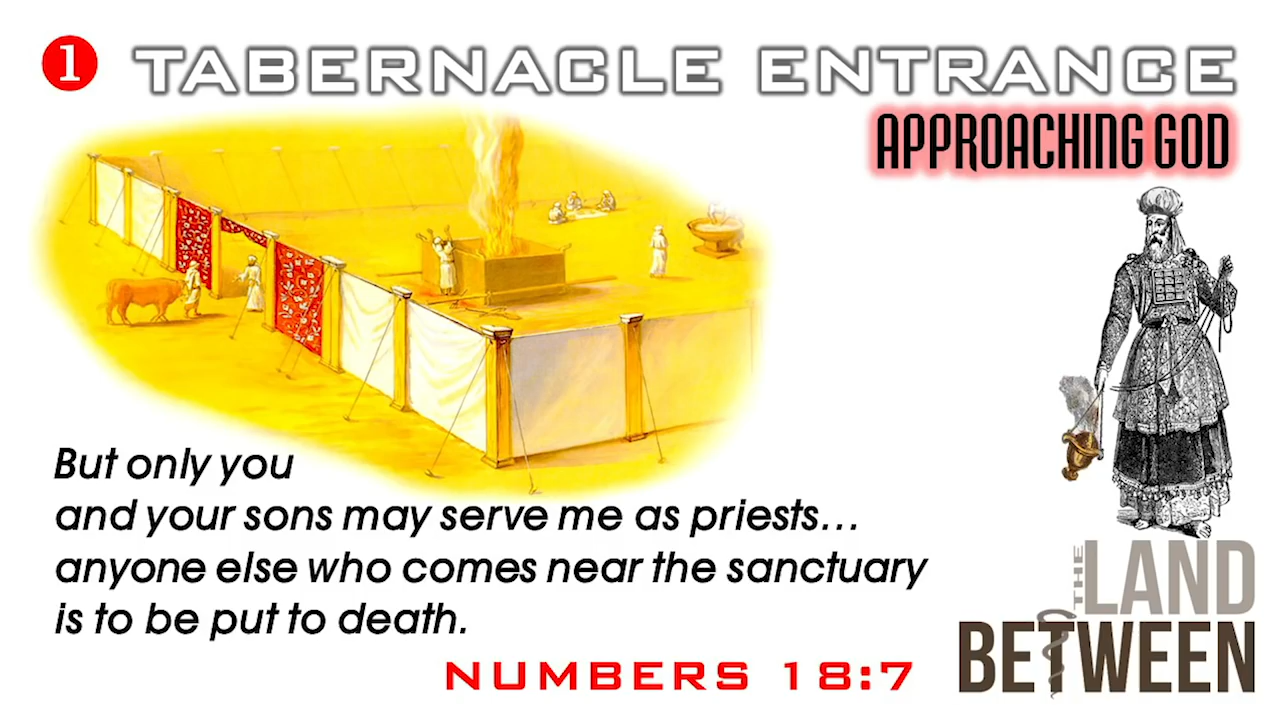 1 TABERNACLE ENTRANCE
APPROACHING GOD
But only you
and your sons may serve me as priests...
anyone else who comes near the sanctuary
is to be put to death.
NUMBERS 18:7
THE LAND
BETWEEN